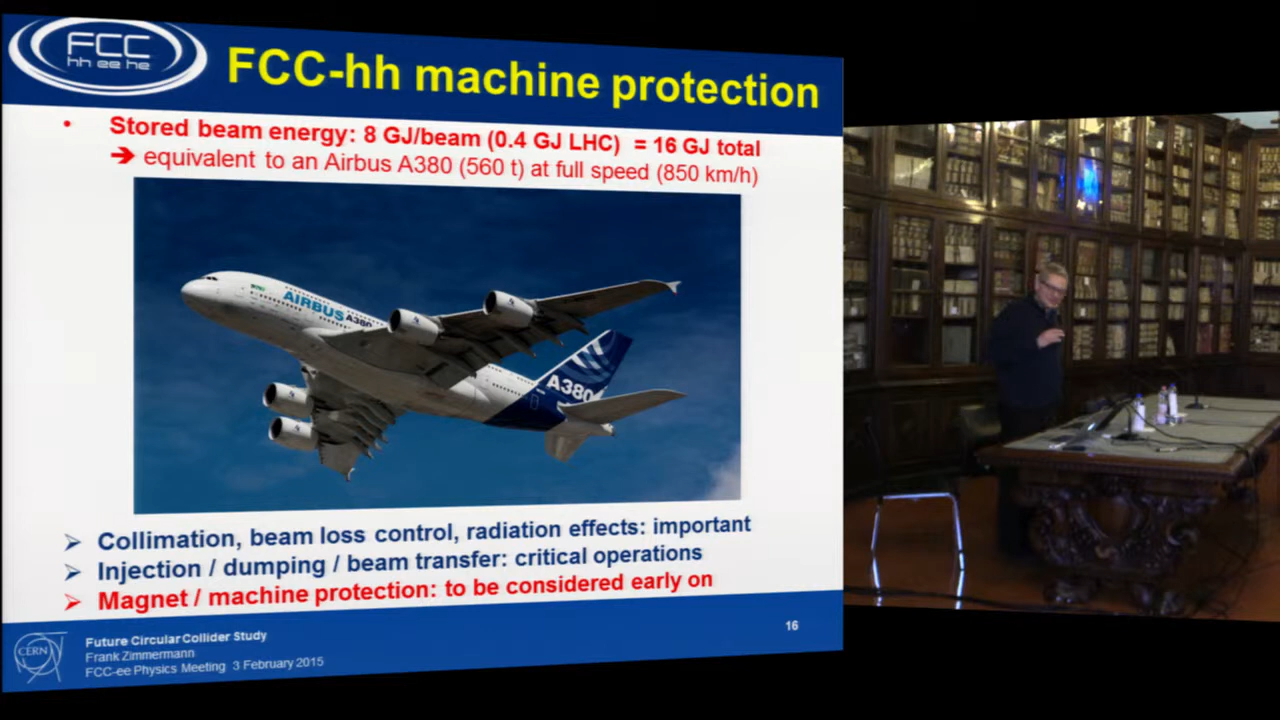 FCC
hh ee he
FCC-hh machine protection
• Stored beam energy: 8 GJ/beam (0.4 GJ LHC) = 16 GJ total
➔ equivalent to an Airbus A380 (560 t) at full speed (850 km/h)
AIRBUS A380
A380
➢ Collimation, beam loss control, radiation effects: important
➢ Injection / dumping / beam transfer: critical operations
➢ Magnet / machine protection: to be considered early on
16
CERN
Future Circular Collider Study
Frank Zimmermann
FCC-ee Physics Meeting 3 February 2015